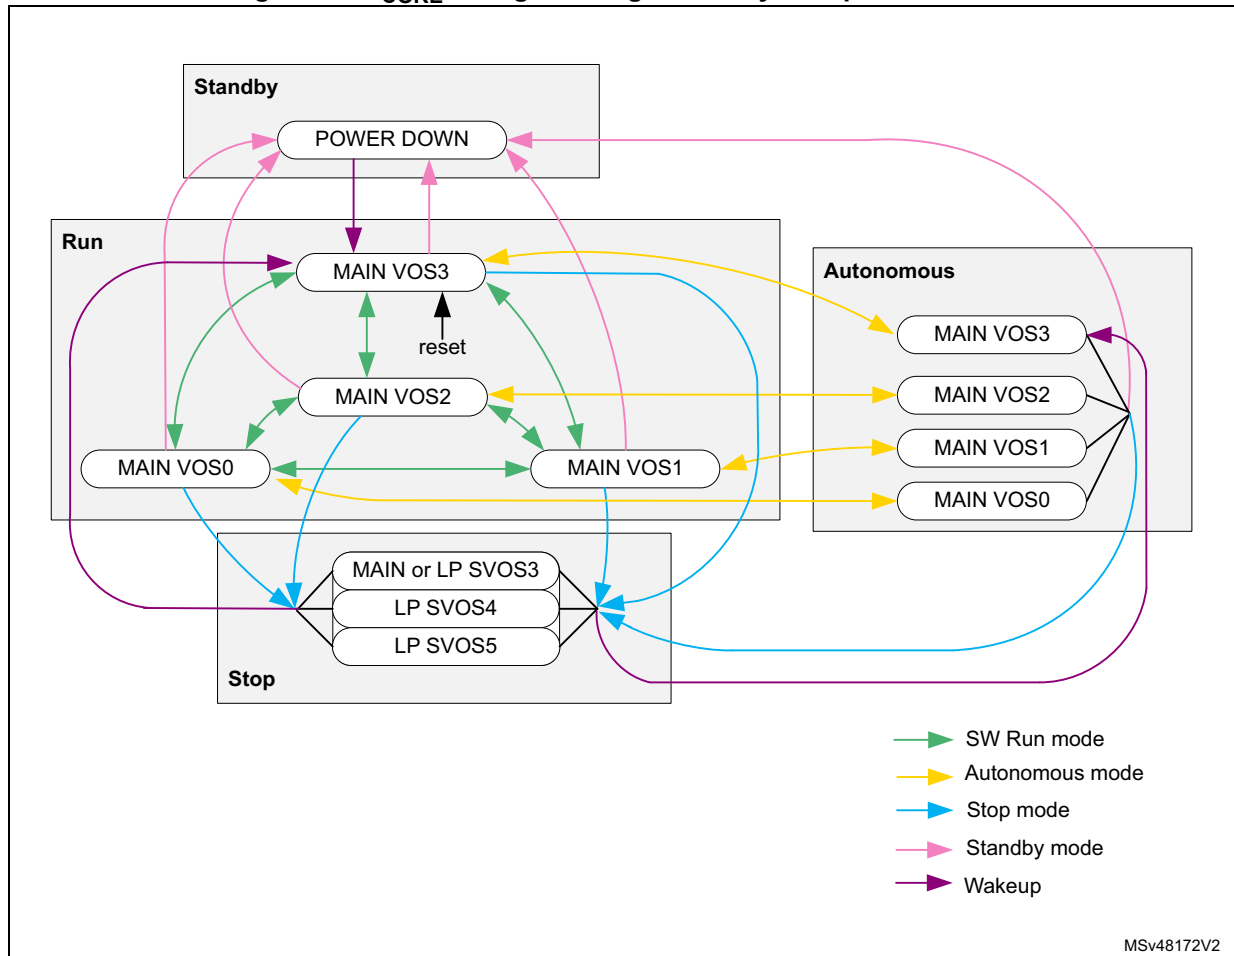 Standby
POWER DOWN
Run
MAIN VOS3
reset
MAIN VOS2
MAIN VOS0
MAIN VOS1
Autonomous
MAIN VOS3
MAIN VOS2
MAIN VOS1
MAIN VOS0
MAIN or LP SVOS3
LP SVOS4
LP SVOS5
Stop
SW Run mode
Autonomous mode
Stop mode
Standby mode
Wakeup
MSv48172V2